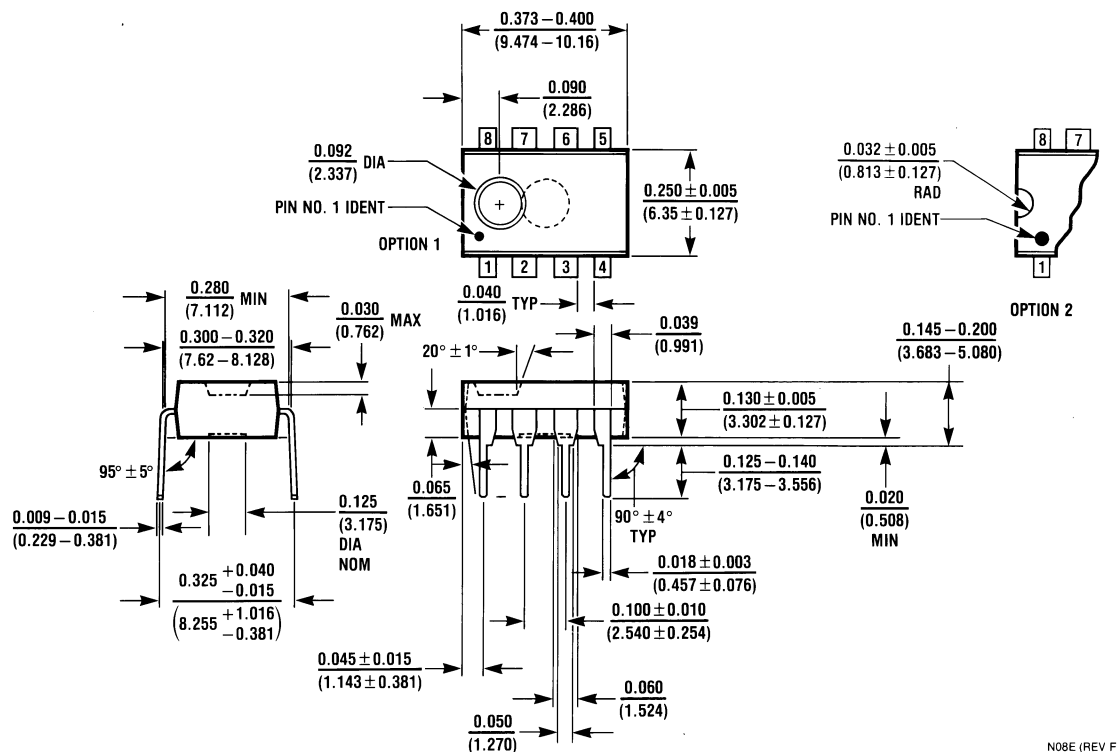 0.373 – 0.400
(9.474 – 10.16)
0.090
(2.286)
8 7 6 5
0.092 DIA
(2.337)
PIN NO. 1 IDENT
OPTION 1
0.250 ± 0.005
(6.35 ± 0.127)
1 2 3 4
0.032 ± 0.005
(0.813 ± 0.127)
RAD
PIN NO. 1 IDENT
8 7
1
OPTION 2
0.280 MIN
(7.112)
0.300 – 0.320
(7.62 – 8.128)
0.030 MAX
(0.762)
0.040 TYP
(1.016)
20° ± 1°
0.039
(0.991)
0.145 – 0.200
(3.683 – 5.080)
0.130 ± 0.005
(3.302 ± 0.127)
95° ± 5°
0.065
(1.651)
0.125 – 0.140
(3.175 – 3.556)
90° ± 4°
TYP
0.020
(0.508)
MIN
0.009 – 0.015
(0.229 – 0.381)
0.125
(3.175)
DIA
NOM
0.325 +0.040
−0.015
(8.255 +1.016
−0.381)
0.018 ± 0.003
(0.457 ± 0.076)
0.100 ± 0.010
(2.540 ± 0.254)
0.045 ± 0.015
(1.143 ± 0.381)
0.060
(1.524)
0.050
(1.270)
N08E (REV F